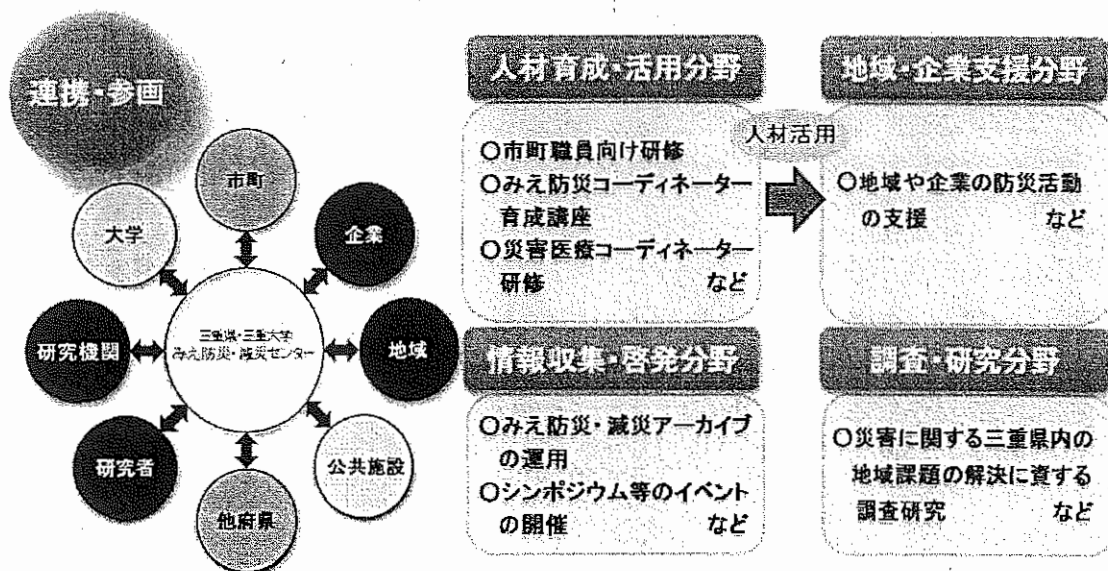 連携・参画
市町
大学
企業
三重県・三重大学
みえ防災・減災センター
研究機関
地域
研究者
公共施設
他府県
人材育成・活用分野
〇市町職員向け研修
〇みえ防災コーディネーター
育成講座
〇災害医療コーディネーター
研修 など
人材活用
地域・企業支援分野
〇地域や企業の防災活動
の支援 など
情報収集・啓発分野
〇みえ防災・減災アーカイブ
の運用
〇シンポジウム等のイベント
の開催 など
調査・研究分野
〇災害に関する三重県内の
地域課題の解決に資する
調査研究 など